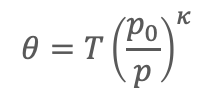 θ = T (p₀/p)^κ